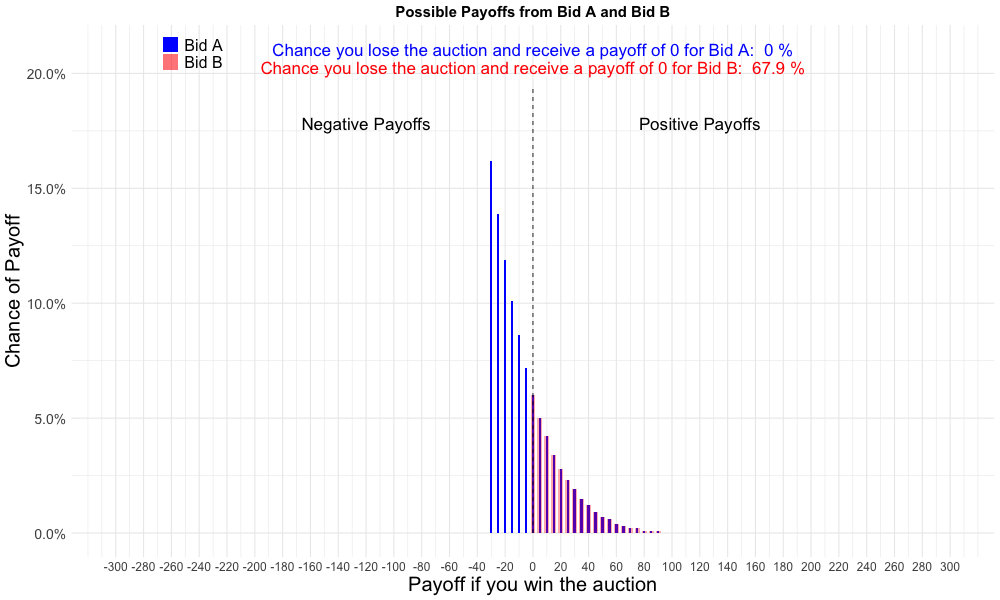 Possible Payoffs from Bid A and Bid B
Bid A
Bid B
Chance you lose the auction and receive a payoff of 0 for Bid A:  0 %
Chance you lose the auction and receive a payoff of 0 for Bid B:  67.9 %
Negative Payoffs
Positive Payoffs
Chance of Payoff
20.0%
15.0%
10.0%
5.0%
0.0%
-300 -280 -260 -240 -220 -200 -180 -160 -140 -120 -100 -80 -60 -40 -20 0 20 40 60 80 100 120 140 160 180 200 220 240 260 280 300
Payoff if you win the auction